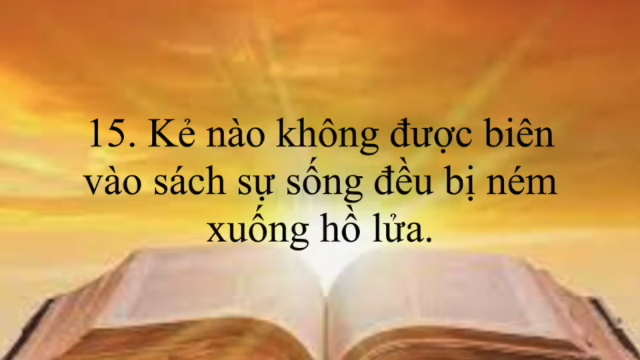 15. Kẻ nào không được biên
vào sách sự sống đều bị ném
xuống hồ lửa.